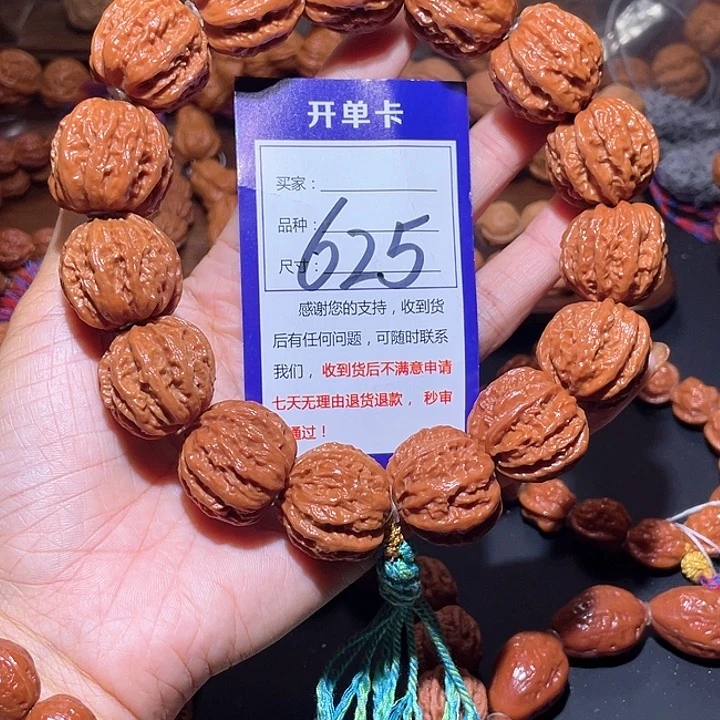 开单卡
买家：
品种：
625
尺寸：
感谢您的支持，收到货
后有任何问题，可随时联系
我们，收到货后不满意申请
七天无理由退货退款，秒审
通过！